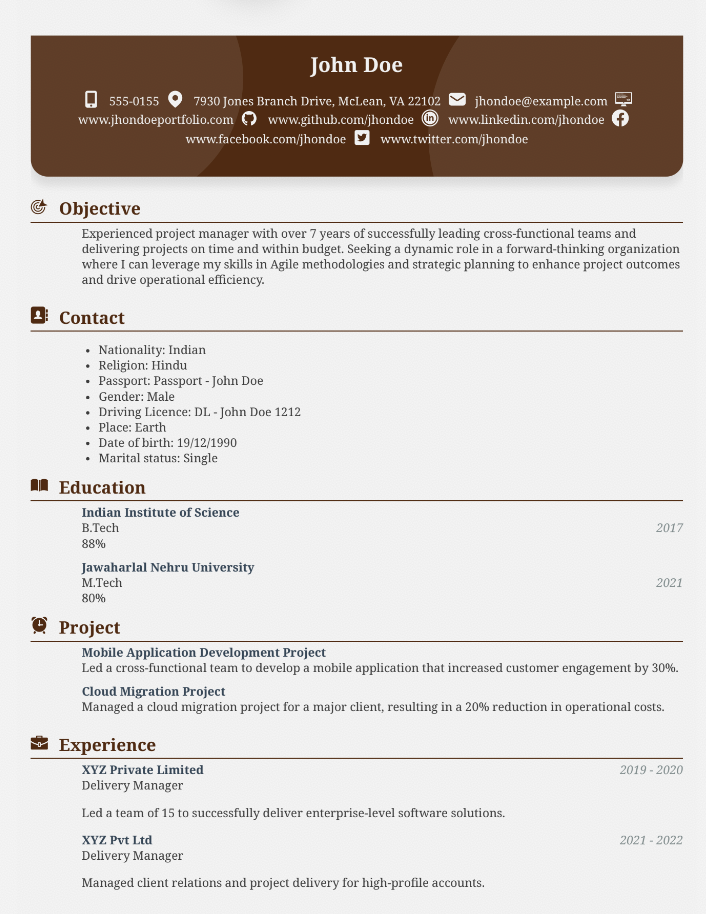 John Doe
555-0155 7930 Jones Branch Drive, McLean, VA 22102 jhondoe@example.com
www.jhondoeportfolio.com www.github.com/jhondoe www.linkedin.com/jhondoe
www.facebook.com/jhondoe www.twitter.com/jhondoe
Objective
Experienced project manager with over 7 years of successfully leading cross-functional teams and
delivering projects on time and within budget. Seeking a dynamic role in a forward-thinking organization
where I can leverage my skills in Agile methodologies and strategic planning to enhance project outcomes
and drive operational efficiency.
Contact
• Nationality: Indian
• Religion: Hindu
• Passport: Passport - John Doe
• Gender: Male
• Driving Licence: DL - John Doe 1212
• Place: Earth
• Date of birth: 19/12/1990
• Marital status: Single
Education
Indian Institute of Science
B.Tech 2017
88%
Jawaharlal Nehru University
M.Tech 2021
80%
Project
Mobile Application Development Project
Led a cross-functional team to develop a mobile application that increased customer engagement by 30%.
Cloud Migration Project
Managed a cloud migration project for a major client, resulting in a 20% reduction in operational costs.
Experience
XYZ Private Limited 2019 - 2020
Delivery Manager
Led a team of 15 to successfully deliver enterprise-level software solutions.
XYZ Pvt Ltd 2021 - 2022
Delivery Manager
Managed client relations and project delivery for high-profile accounts.